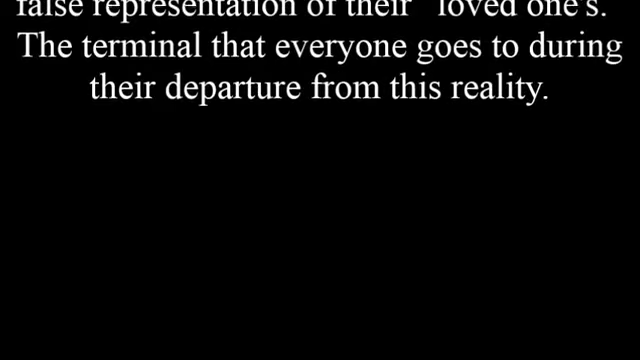 false representation of their "loved one's.
The terminal that everyone goes to during
their departure from this reality.